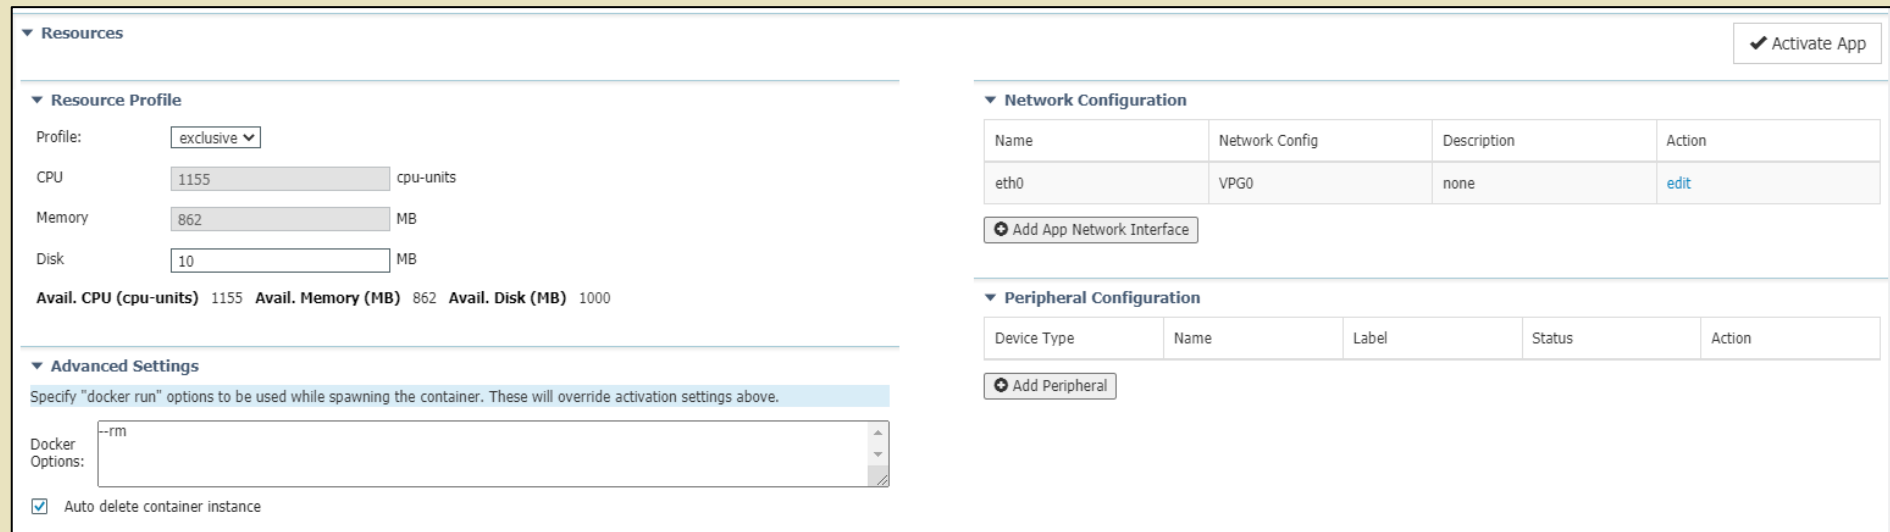 Resources
Activate App
Resource Profile
Profile: exclusive
CPU 1155 cpu-units
Memory 862 MB
Disk 10 MB
Avail. CPU (cpu-units) 1155 Avail. Memory (MB) 862 Avail. Disk (MB) 1000
Advanced Settings
Specify "docker run" options to be used while spawning the container. These will override activation settings above.
Docker Options: --rm
Auto delete container instance
Network Configuration
Name Network Config Description Action
eth0 VPG0 none edit
Add App Network Interface
Peripheral Configuration
Device Type Name Label Status Action
Add Peripheral